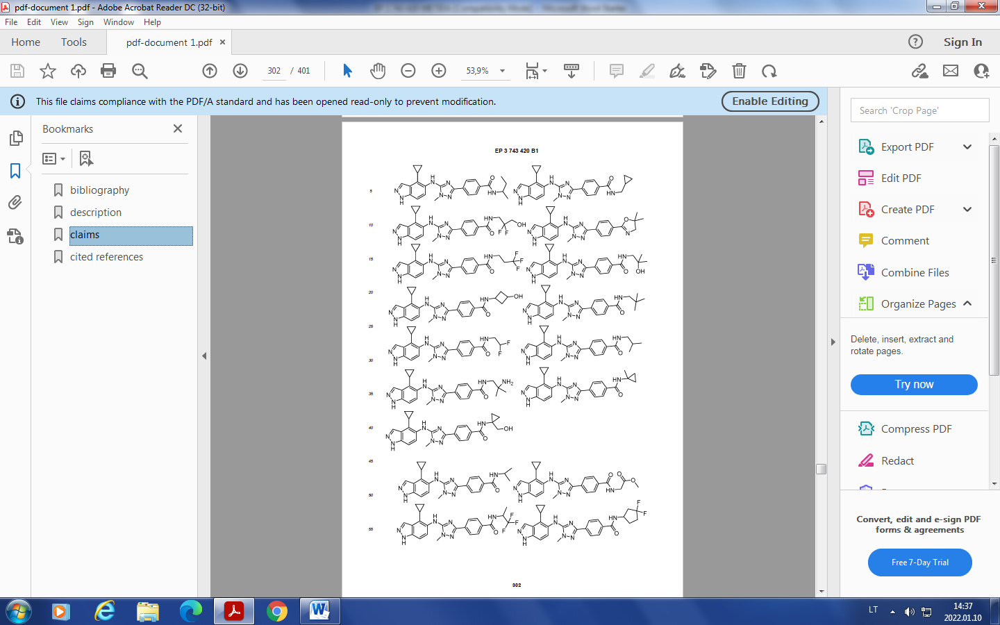 pdf-document 1.pdf - Adobe Acrobat Reader DC (32-bit)
File Edit View Sign Window Help
Home Tools pdf-document 1.pdf × Sign In
302 / 401 53,9%
This file claims compliance with the PDF/A standard and has been opened read-only to prevent modification. Enable Editing
Bookmarks
bibliography
description
claims
cited references
EP 3 743 420 B1
5
10
15
20
25
30
35
40
45
50
55
302
Search 'Crop Page'
Export PDF
Edit PDF
Create PDF
Comment
Combine Files
Organize Pages
Delete, insert, extract and
rotate pages.
Try now
Compress PDF
Redact
Convert, edit and e-sign PDF
forms & agreements
Free 7-Day Trial
LT
14:37
2022.01.10